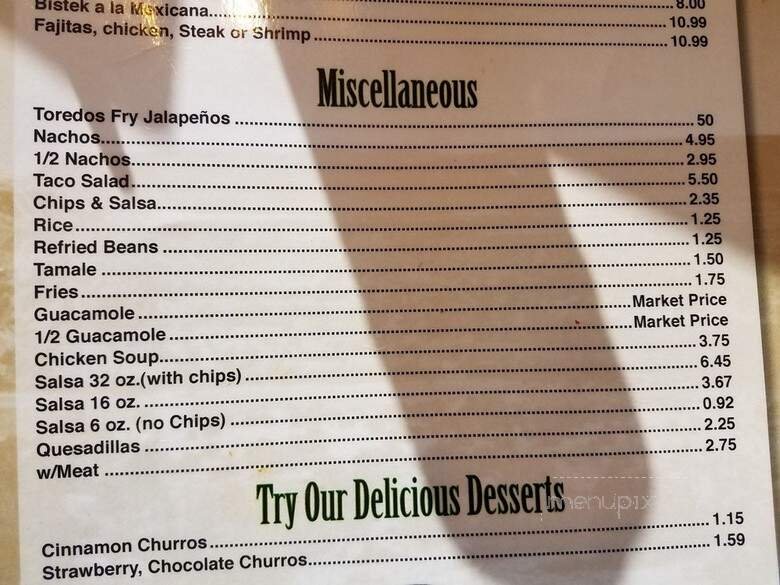 Bistek a la Mexicana 8.00
Fajitas, chicken, Steak or Shrimp 10.99
10.99
Miscellaneous
Toredos Fry Jalapeños 50
Nachos 4.95
1/2 Nachos 2.95
Taco Salad 5.50
Chips & Salsa 2.35
Rice 1.25
Refried Beans 1.25
Tamale 1.50
Fries 1.75
Guacamole Market Price
1/2 Guacamole Market Price
Chicken Soup 3.75
Salsa 32 oz.(with chips) 6.45
Salsa 16 oz. 3.67
Salsa 6 oz. (no Chips) 0.92
Quesadillas 2.25
w/Meat 2.75
Try Our Delicious Desserts
menupix
Cinnamon Churros 1.15
Strawberry, Chocolate Churros 1.59